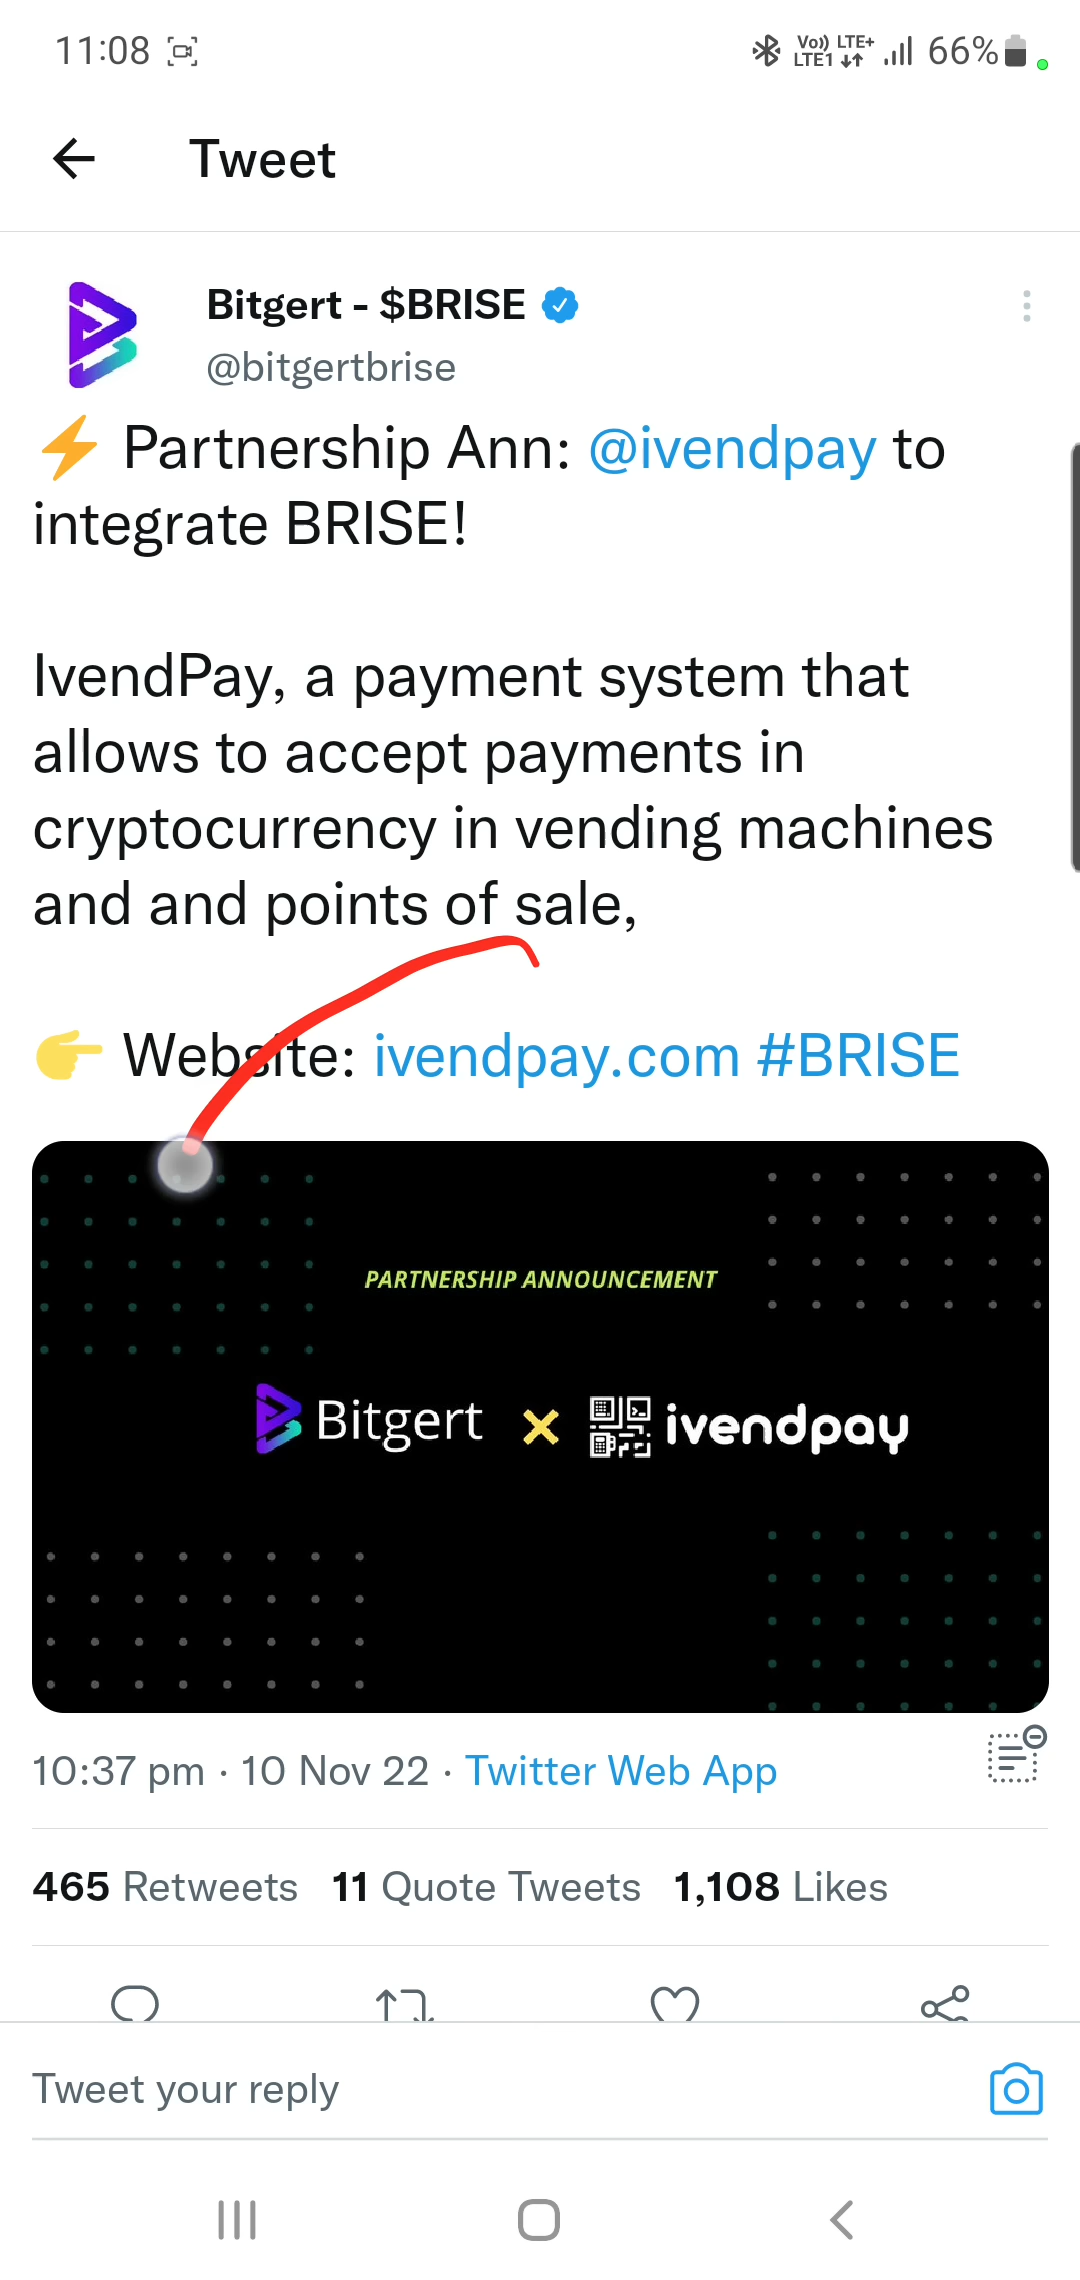 11:08 Vo)) LTE+ LTE1 66%
Tweet
Bitgert - $BRISE
@bitgertbrise
⚡ Partnership Ann: @ivendpay to
integrate BRISE!
IvendPay, a payment system that
allows to accept payments in
cryptocurrency in vending machines
and and points of sale,
👉 Website: ivendpay.com #BRISE
PARTNERSHIP ANNOUNCEMENT
Bitgert x ivendpay
10:37 pm · 10 Nov 22 · Twitter Web App
465 Retweets 11 Quote Tweets 1,108 Likes
Tweet your reply